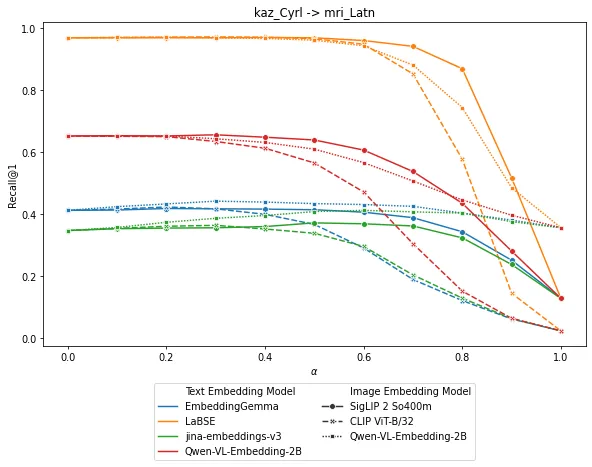 kaz_Cyrl -> mri_Latn
Recall@1
1.0
0.8
0.6
0.4
0.2
0.0
0.0 0.2 0.4 0.6 0.8 1.0
α
Text Embedding Model
EmbeddingGemma
LaBSE
jina-embeddings-v3
Qwen-VL-Embedding-2B
Image Embedding Model
SigLIP 2 So400m
CLIP ViT-B/32
Qwen-VL-Embedding-2B